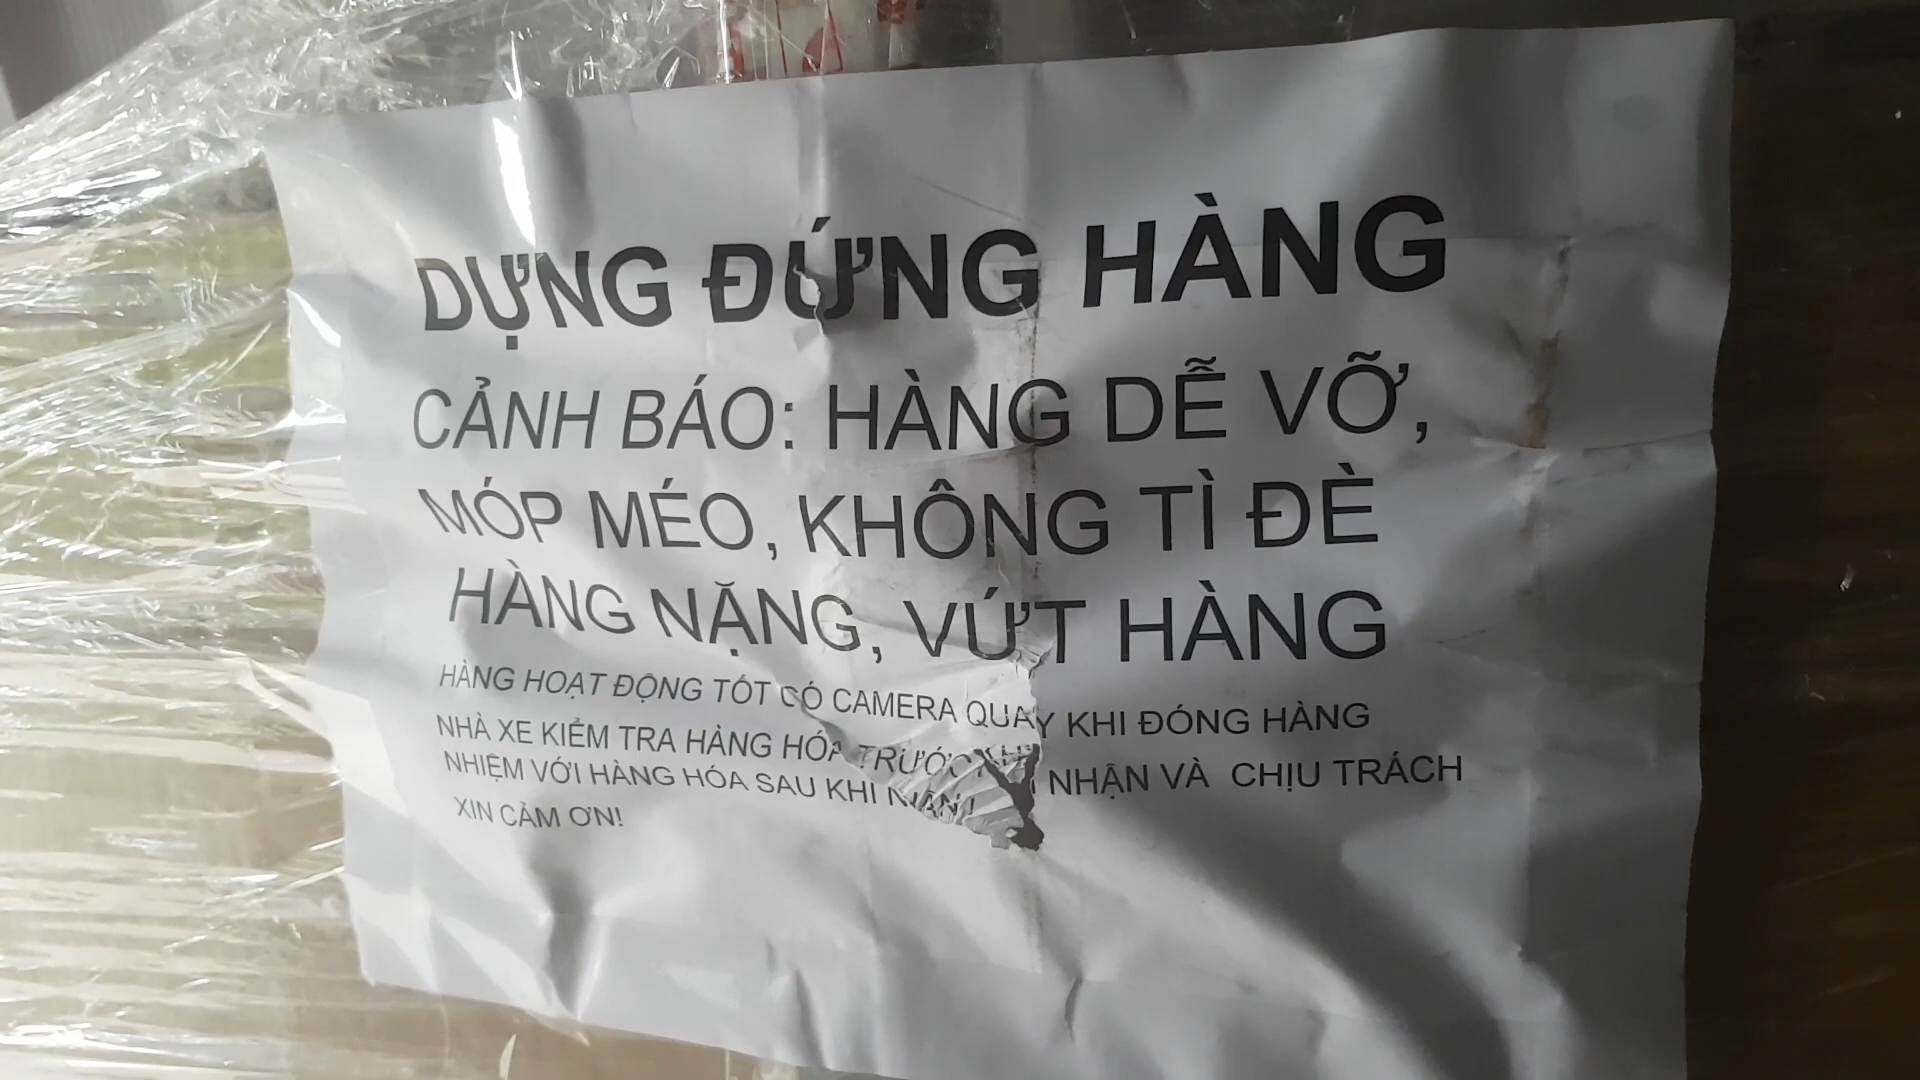 DỰNG ĐỨNG HÀNG
CẢNH BÁO: HÀNG DỄ VỠ,
MÓP MÉO, KHÔNG TÌ ĐÈ
HÀNG NẶNG, VỨT HÀNG
HÀNG HOẠT ĐỘNG TỐT CÓ CAMERA QUAY KHI ĐÓNG HÀNG
NHÀ XE KIỂM TRA HÀNG HÓA TRƯỚC KHI NHẬN VÀ CHỊU TRÁCH
NHIỆM VỚI HÀNG HÓA SAU KHI NHẬN!
XIN CẢM ƠN!